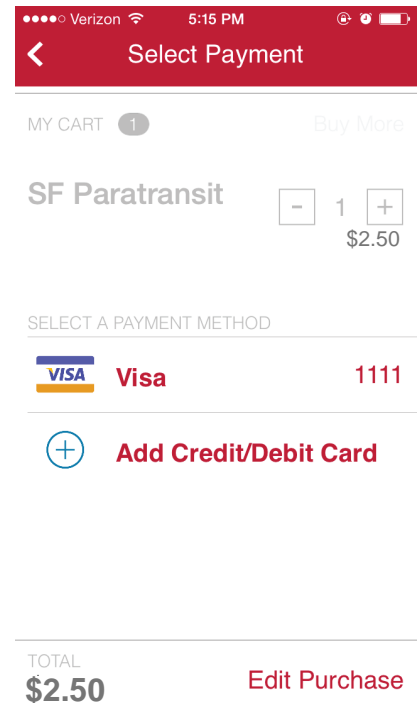 Verizon 5:15 PM
Select Payment
MY CART 1 Buy More
SF Paratransit - 1 +
$2.50
SELECT A PAYMENT METHOD
VISA Visa 1111
+ Add Credit/Debit Card
TOTAL
$2.50 Edit Purchase